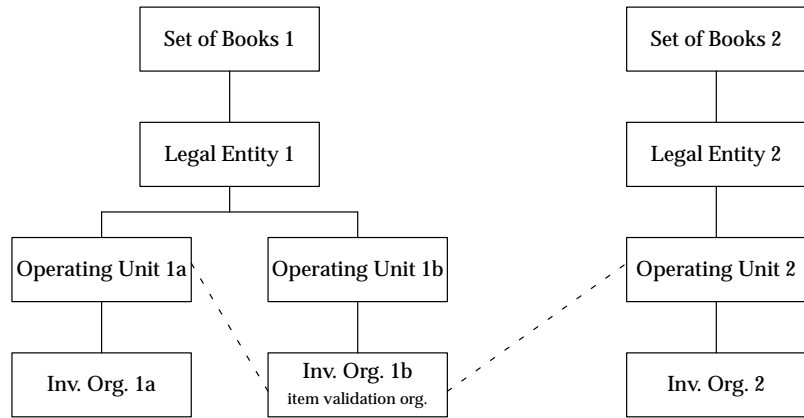 Set of Books 1
Set of Books 2
Legal Entity 1
Legal Entity 2
Operating Unit 1a
Operating Unit 1b
Operating Unit 2
Inv. Org. 1a
Inv. Org. 1b
item validation org.
Inv. Org. 2